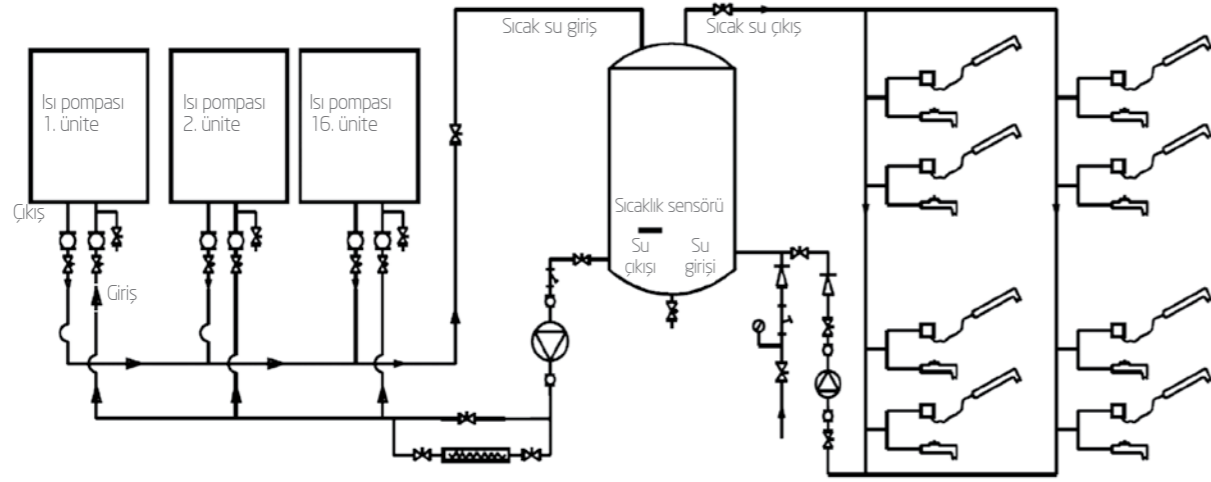 Sıcak su giriş
Sıcak su çıkış
Isı pompası
1. ünite
Isı pompası
2. ünite
Isı pompası
16. ünite
Çıkış
Giriş
Sıcaklık sensörü
Su
çıkışı
Su
girişi